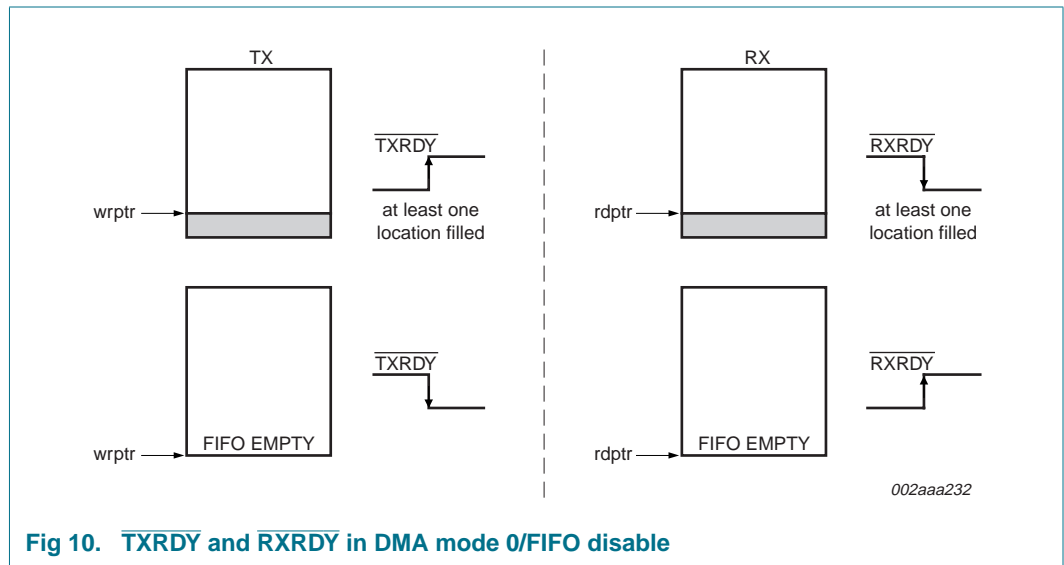 TX
TXRDY
wrptr
at least one
location filled
TXRDY
FIFO EMPTY
wrptr
RX
RXRDY
rdptr
at least one
location filled
RXRDY
FIFO EMPTY
rdptr
002aaa232
Fig 10. TXRDY and RXRDY in DMA mode 0/FIFO disable